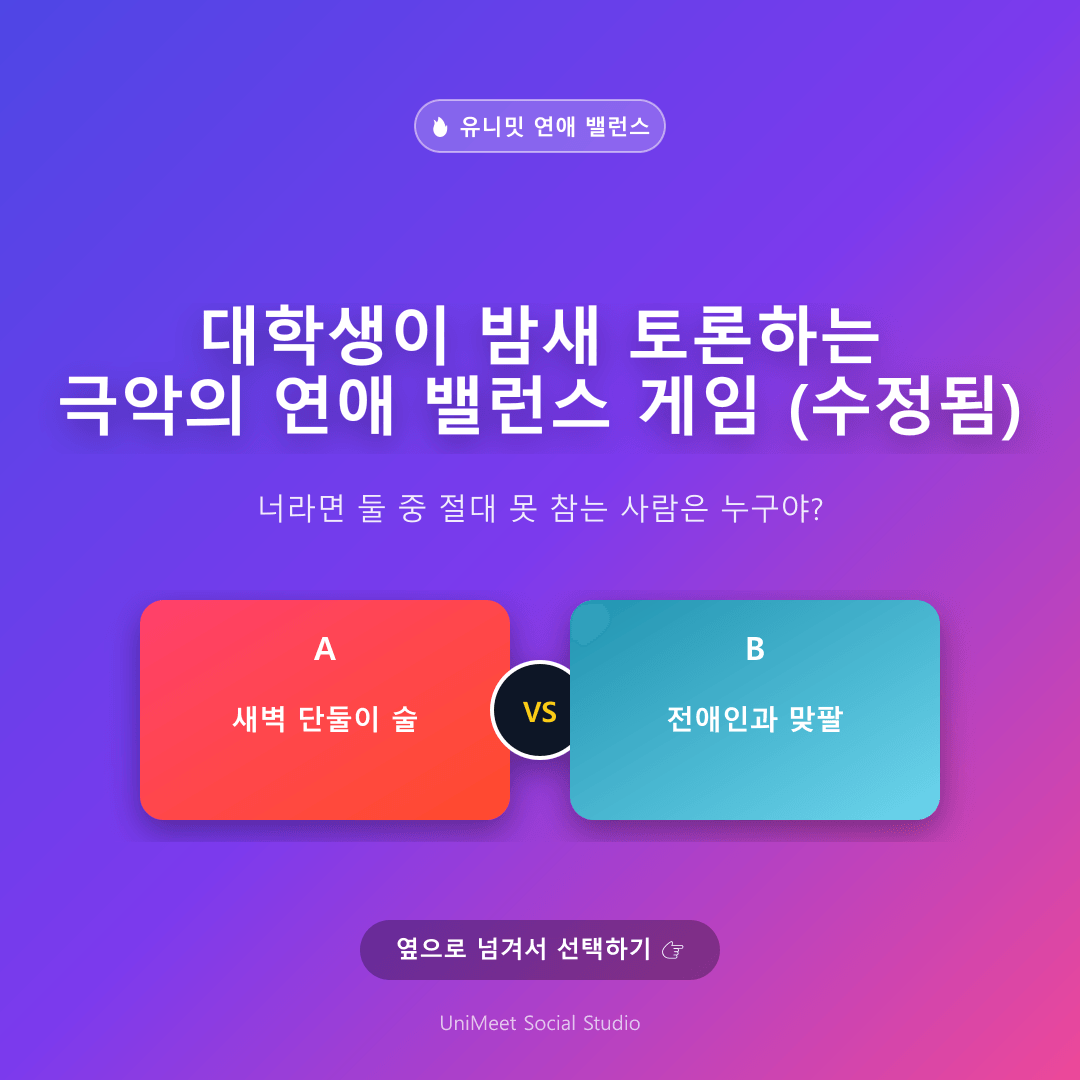 유니밋 연애 밸런스
대학생이 밤새 토론하는
극악의 연애 밸런스 게임 (수정됨)
너라면 둘 중 절대 못 참는 사람은 누구야?
A
새벽 단둘이 술
VS
B
전애인과 맞팔
옆으로 넘겨서 선택하기 👉
UniMeet Social Studio